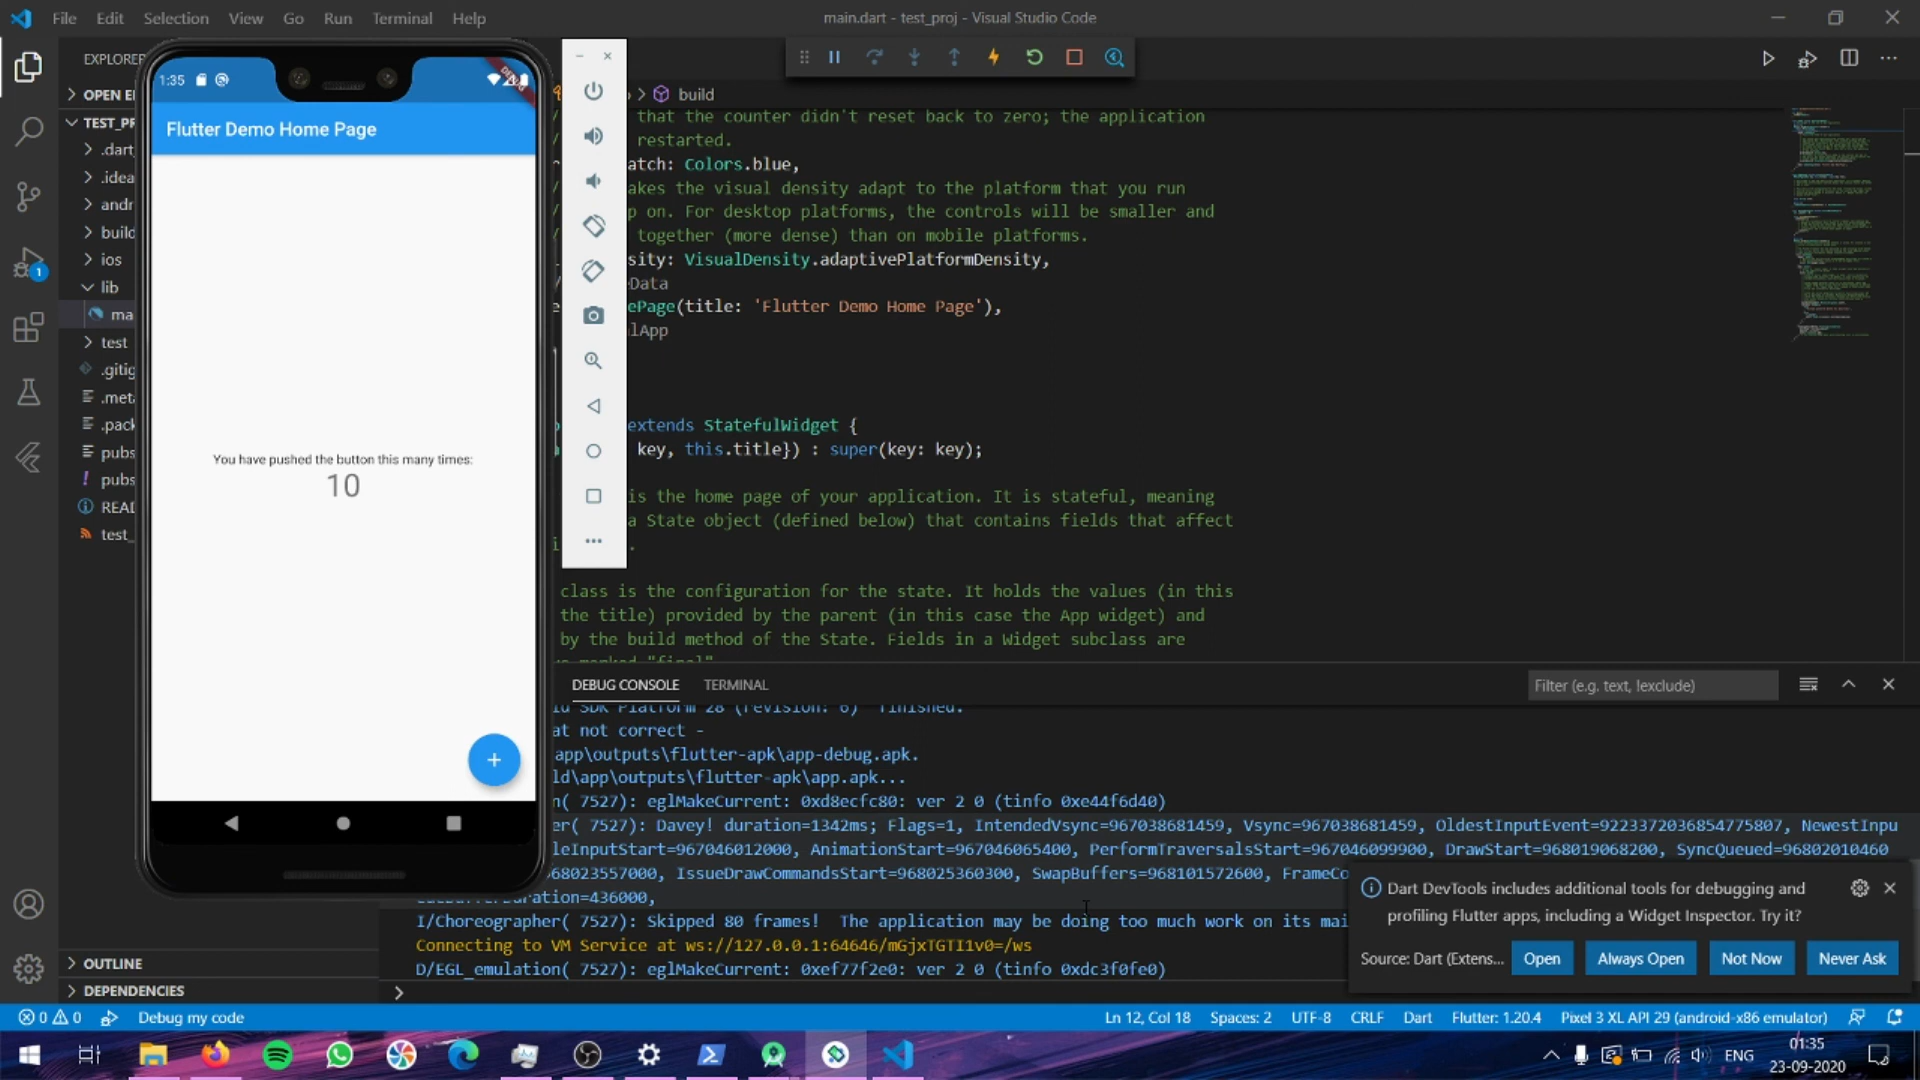 File Edit Selection View Go Run Terminal Help
main.dart - test_proj - Visual Studio Code
EXPLORER
OPEN E
TEST_PR
.dart_
.idea
andr
build
ios
lib
ma
test
.gitig
.meta
.pack
pubs
pubs
READ
test_
OUTLINE
DEPENDENCIES
1
1:35
DEBUG
Flutter Demo Home Page
You have pushed the button this many times:
10
+
build
that the counter didn't reset back to zero; the application
restarted.
atch: Colors.blue,
akes the visual density adapt to the platform that you run
p on. For desktop platforms, the controls will be smaller and
together (more dense) than on mobile platforms.
sity: VisualDensity.adaptivePlatformDensity,
Data
ePage(title: 'Flutter Demo Home Page'),
lApp
extends StatefulWidget {
key, this.title}) : super(key: key);
is the home page of your application. It is stateful, meaning
a State object (defined below) that contains fields that affect
class is the configuration for the state. It holds the values (in this
the title) provided by the parent (in this case the App widget) and
by the build method of the State. Fields in a Widget subclass are
marked "final"
DEBUG CONSOLE TERMINAL
Filter (e.g. text, !exclude)
SDK Platform 28 (revision: 6) finished.
at not correct -
app\outputs\flutter-apk\app-debug.apk.
ld\app\outputs\flutter-apk\app.apk...
n( 7527): eglMakeCurrent: 0xd8ecfc80: ver 2 0 (tinfo 0xe44f6d40)
er( 7527): Davey! duration=1342ms; Flags=1, IntendedVsync=967038681459, Vsync=967038681459, OldestInputEvent=9223372036854775807, NewestInpu
leInputStart=967046012000, AnimationStart=967046065400, PerformTraversalsStart=967046099900, DrawStart=968019068200, SyncQueued=96802010460
968023557000, IssueDrawCommandsStart=968025360300, SwapBuffers=968101572600, FrameCo
Duration=436000,
I/Choreographer( 7527): Skipped 80 frames! The application may be doing too much work on its mai
Connecting to VM Service at ws://127.0.0.1:64646/mGjxTGTI1v0=/ws
D/EGL_emulation( 7527): eglMakeCurrent: 0xef77f2e0: ver 2 0 (tinfo 0xdc3f0fe0)
Dart DevTools includes additional tools for debugging and
profiling Flutter apps, including a Widget Inspector. Try it?
Source: Dart (Extens... Open Always Open Not Now Never Ask
0 0 Debug my code
Ln 12, Col 18 Spaces: 2 UTF-8 CRLF Dart Flutter: 1.20.4 Pixel 3 XL API 29 (android-x86 emulator)
ENG
01:35
23-09-2020